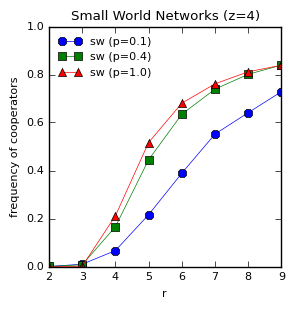 Small World Networks (z=4)
1.0
0.8
0.6
0.4
0.2
0.0
frequency of cooperators
sw (p=0.1)
sw (p=0.4)
sw (p=1.0)
2 3 4 5 6 7 8 9
r